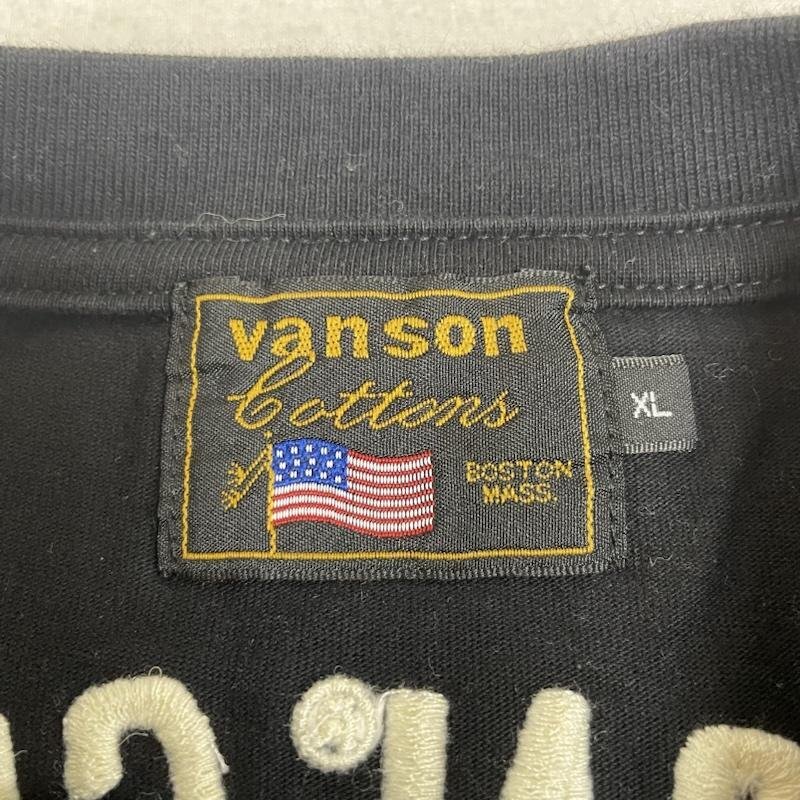 vanson
Cottons
BOSTON
MASS.
XL